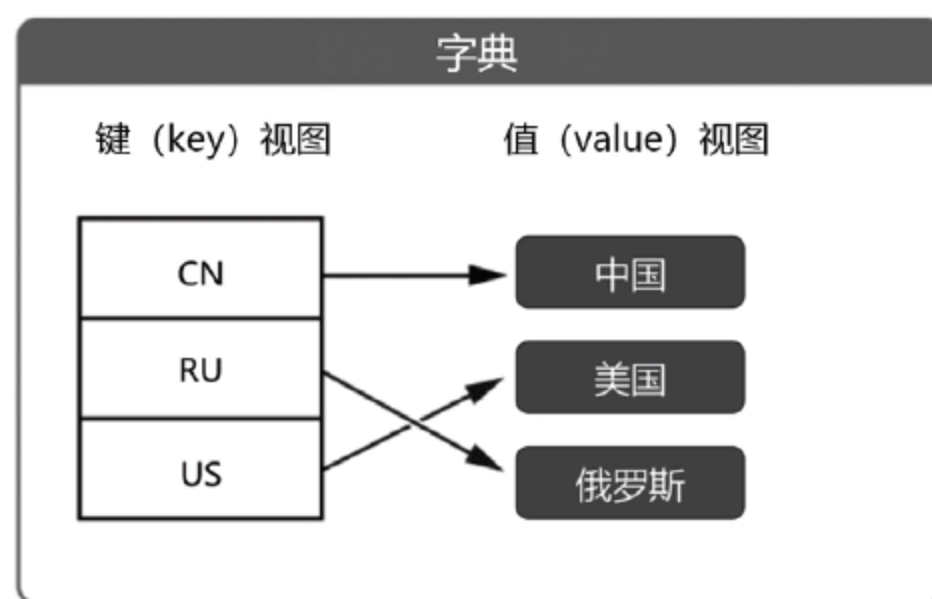 字典
键（key）视图
值（value）视图
CN
中国
RU
美国
US
俄罗斯